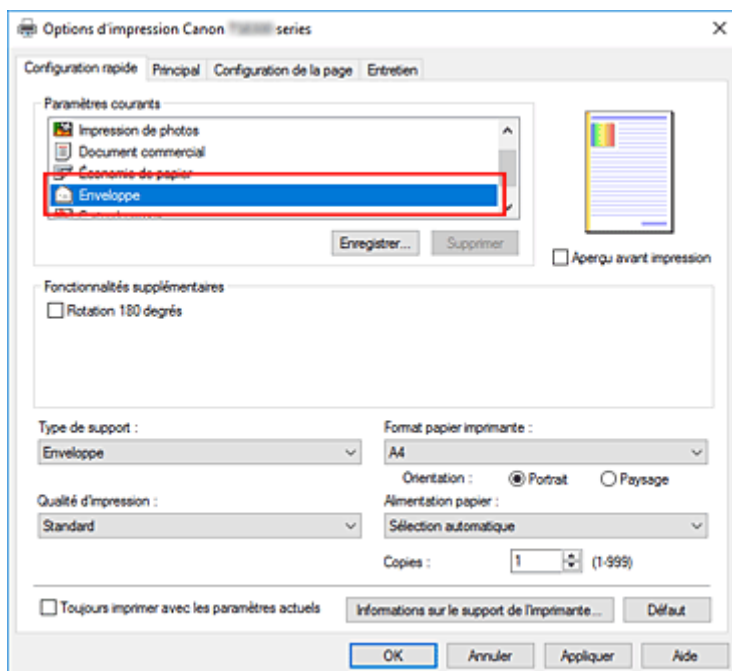 Options d'impression Canon series
Configuration rapide Principal Configuration de la page Entretien
Paramètres courants
Impression de photos
Document commercial
Économie de papier
Enveloppe
Enregistrer... Supprimer
Aperçu avant impression
Fonctionnalités supplémentaires
Rotation 180 degrés
Type de support :
Enveloppe
Format papier imprimante :
A4
Orientation : Portrait Paysage
Qualité d'impression :
Standard
Alimentation papier :
Sélection automatique
Copies : 1 (1-999)
Toujours imprimer avec les paramètres actuels
Informations sur le support de l'imprimante... Défaut
OK Annuler Appliquer Aide